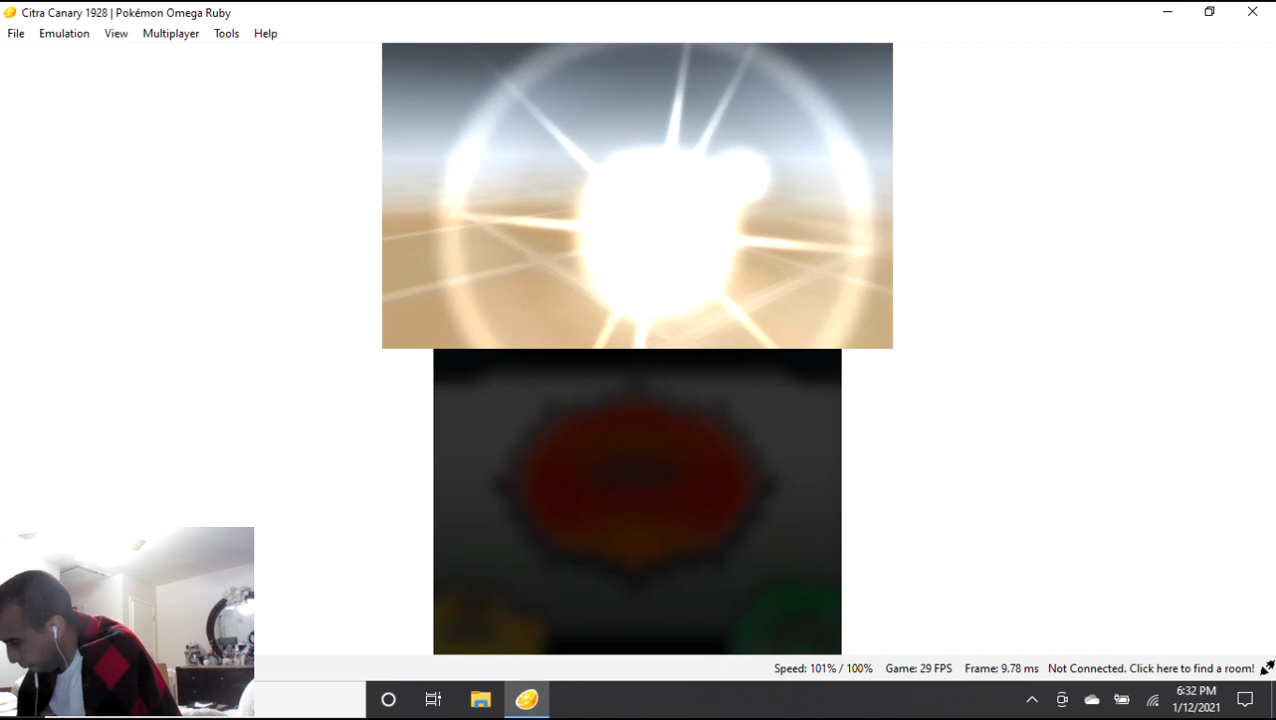 Citra Canary 1928 | Pokémon Omega Ruby
File Emulation View Multiplayer Tools Help
Speed: 101% / 100% Game: 29 FPS Frame: 9.78 ms Not Connected. Click here to find a room!
6:32 PM
1/12/2021